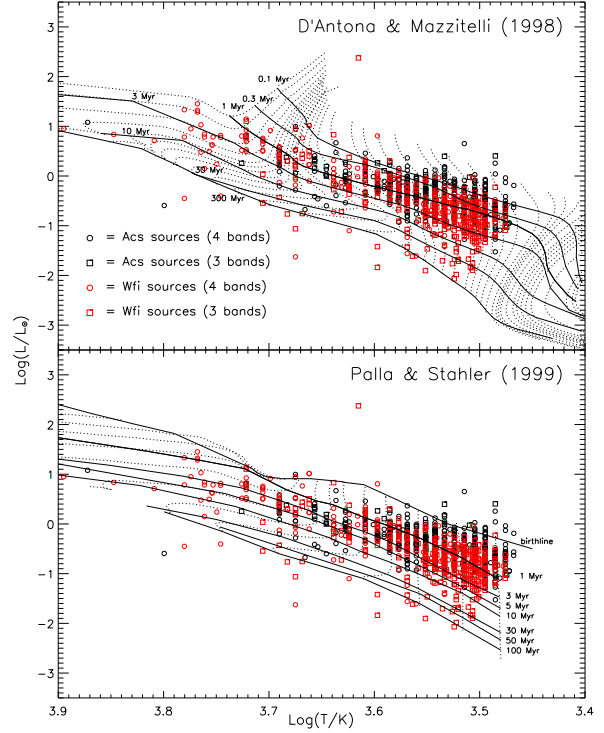 D'Antona & Mazzitelli (1998)
3
2
1
0
-1
-2
-3
0.1 Myr
3 Myr
0.3 Myr
1 Myr
10 Myr
30 Myr
300 Myr
= Acs sources (4 bands)
= Acs sources (3 bands)
= Wfi sources (4 bands)
= Wfi sources (3 bands)
Log(L/L⊙)
Palla & Stahler (1999)
3
2
1
0
-1
-2
-3
birthline
1 Myr
3 Myr
5 Myr
10 Myr
30 Myr
50 Myr
100 Myr
3.9 3.8 3.7 3.6 3.5 3.4
Log(T/K)